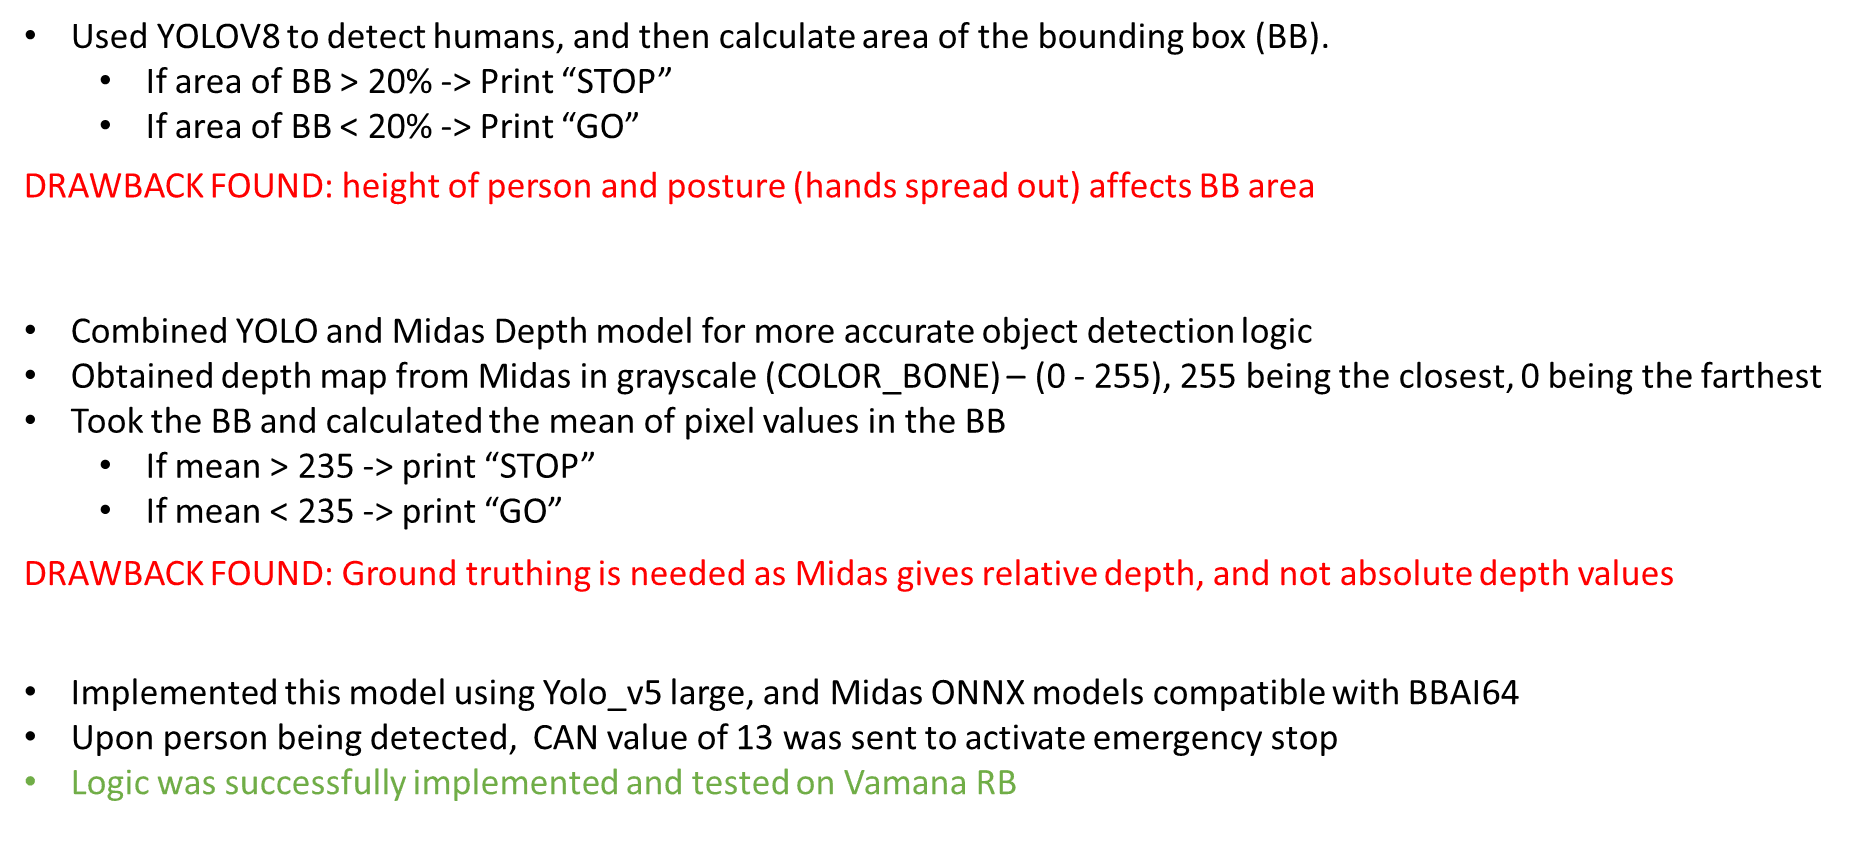 • Used YOLOV8 to detect humans, and then calculate area of the bounding box (BB).
• If area of BB > 20% -> Print “STOP”
• If area of BB < 20% -> Print “GO”
DRAWBACK FOUND: height of person and posture (hands spread out) affects BB area
• Combined YOLO and Midas Depth model for more accurate object detection logic
• Obtained depth map from Midas in grayscale (COLOR_BONE) – (0 - 255), 255 being the closest, 0 being the farthest
• Took the BB and calculated the mean of pixel values in the BB
• If mean > 235 -> print “STOP”
• If mean < 235 -> print “GO”
DRAWBACK FOUND: Ground truthing is needed as Midas gives relative depth, and not absolute depth values
• Implemented this model using Yolo_v5 large, and Midas ONNX models compatible with BBAI64
• Upon person being detected,  CAN value of 13 was sent to activate emergency stop
• Logic was successfully implemented and tested on Vamana RB